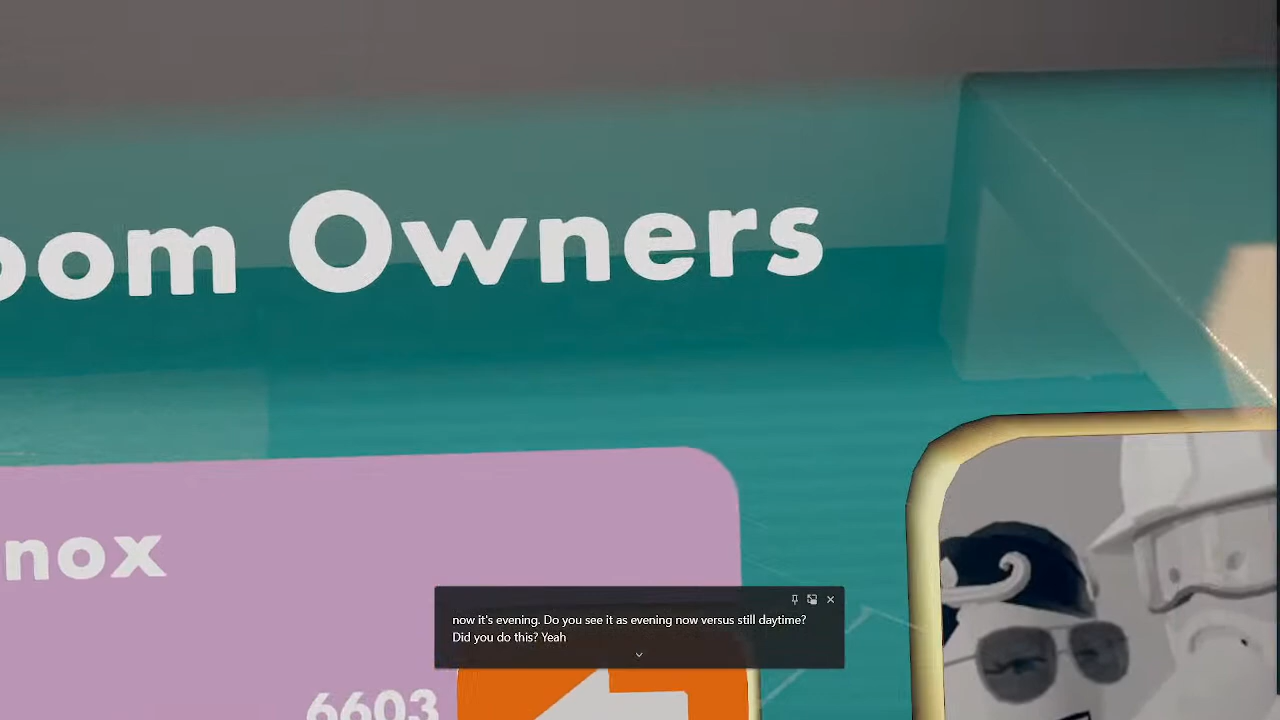 oom Owners
nox
6603
now it's evening. Do you see it as evening now versus still daytime?
Did you do this? Yeah